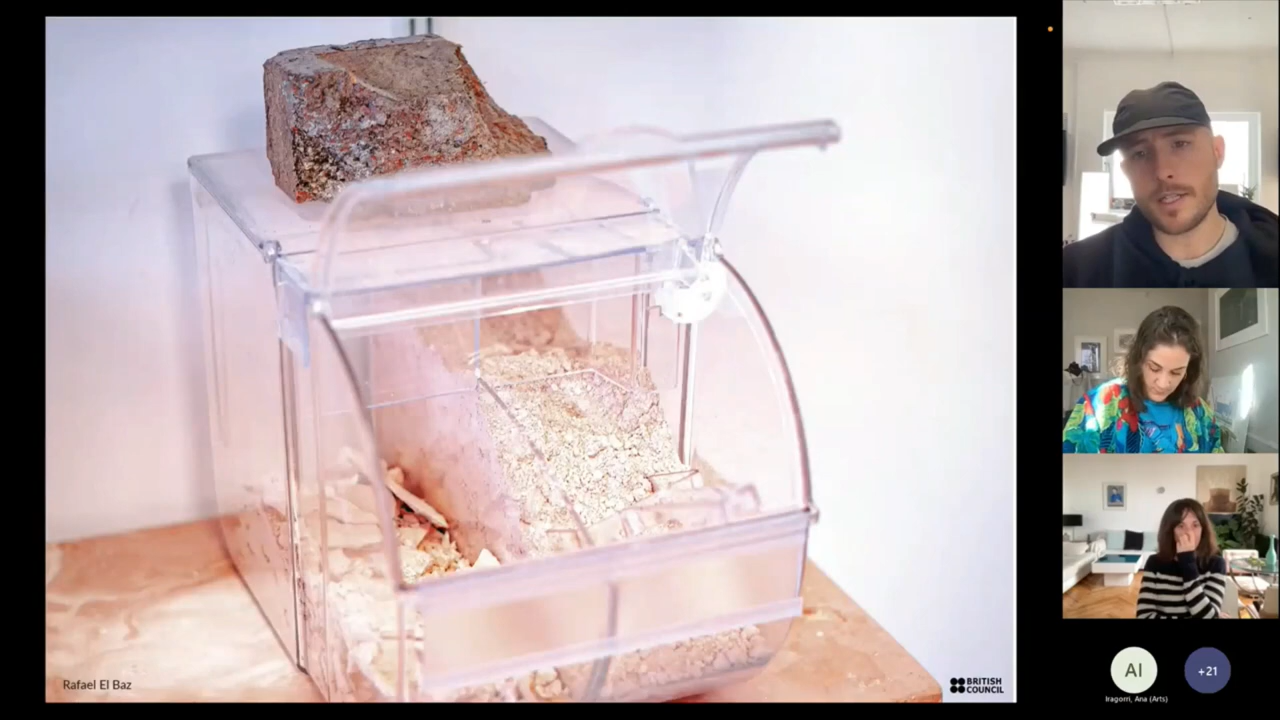 Rafael El Baz
BRITISH
COUNCIL
AI
+21
Iragorri, Ana (Arts)